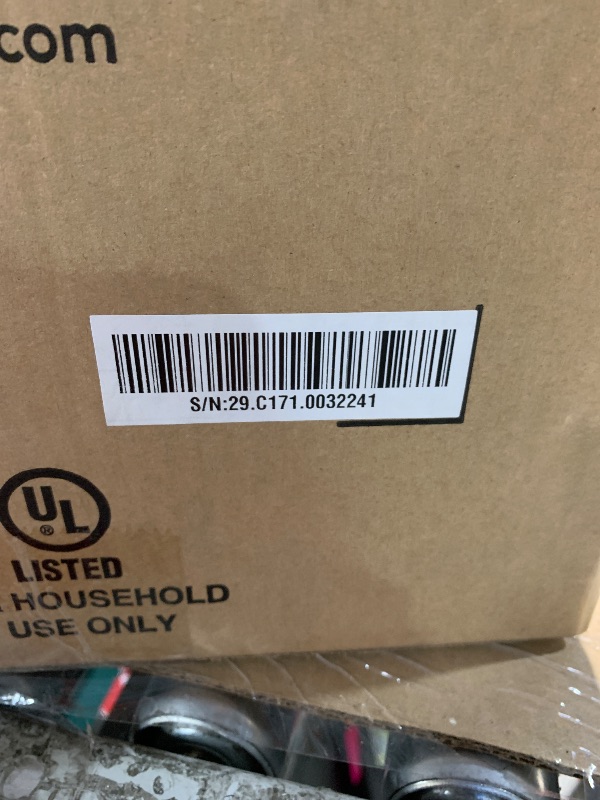 com
S/N:29.C171.0032241
UL
®
LISTED
HOUSEHOLD
USE ONLY